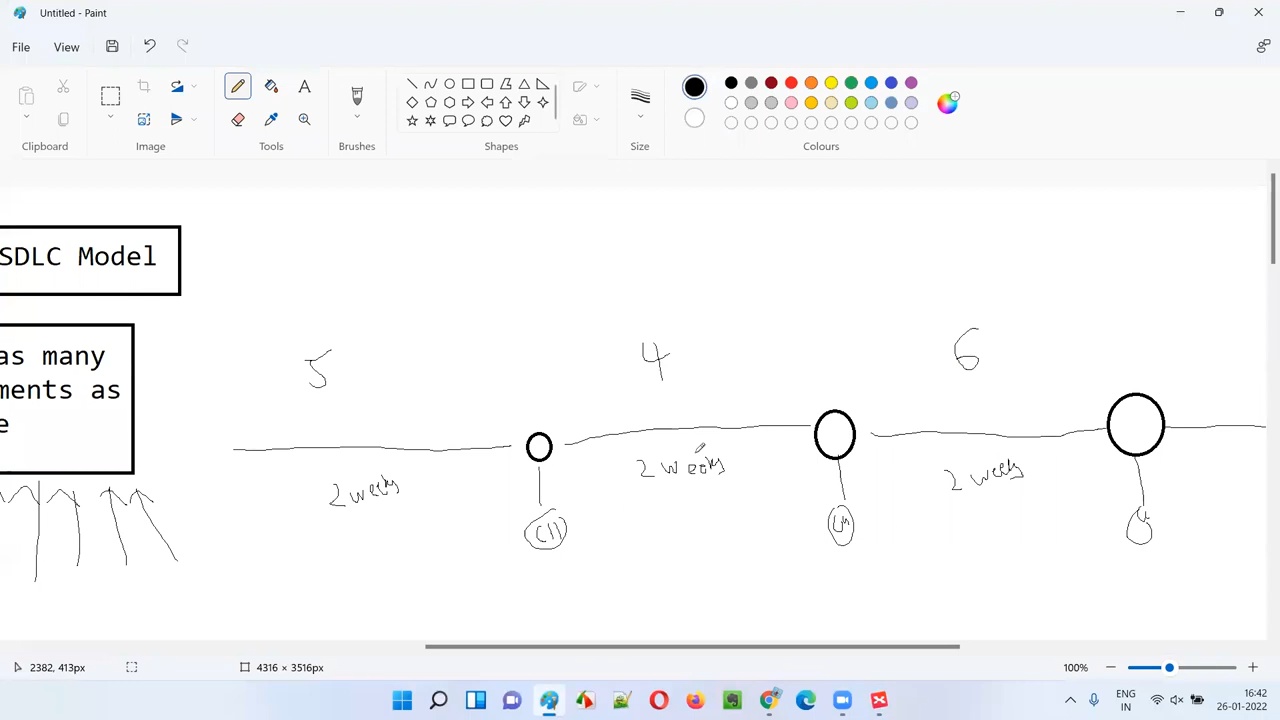 Untitled - Paint
File
View
Clipboard
Image
Tools
Brushes
Shapes
Size
Colours
SDLC Model
as many
ments as
e
5
4
6
2 weeks
2 weeks
2 weeks
2382, 413px
4316 × 3516px
100%
ENG
IN
16:42
26-01-2022